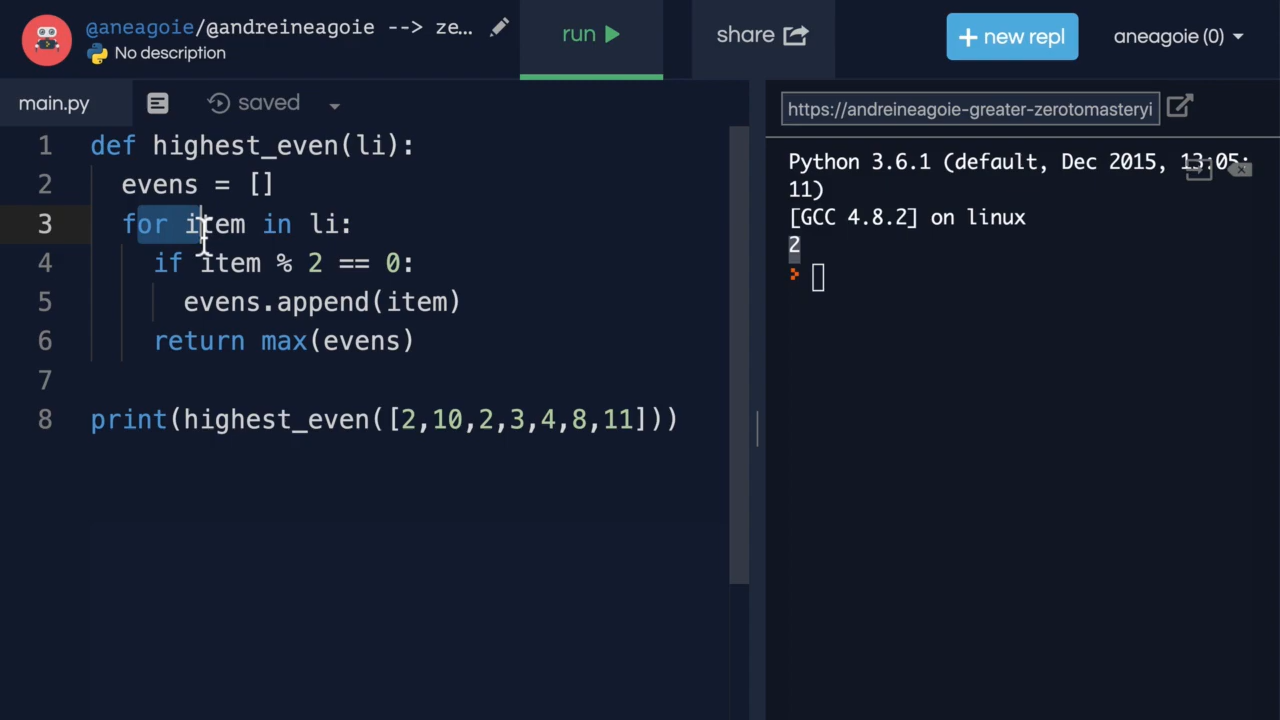 @aneagoie/@andreineagoie --> ze...
No description
run
share
+ new repl
aneagoie (0)
main.py
saved
https://andreineagoie-greater-zerotomasteryi
1 def highest_even(li):
2 evens = []
3 for item in li:
4 if item % 2 == 0:
5 evens.append(item)
6 return max(evens)
7
8 print(highest_even([2,10,2,3,4,8,11]))
Python 3.6.1 (default, Dec 2015, 13:05:
11)
[GCC 4.8.2] on linux
2